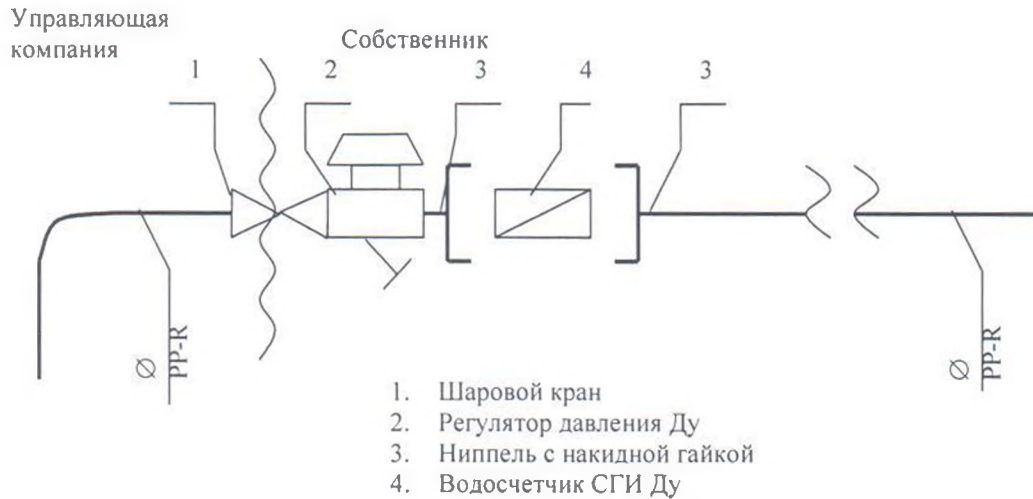 Управляющая
компания
Собственник
1 2 3 4 3
Ø PP-R
Ø PP-R
1. Шаровой кран
2. Регулятор давления Ду
3. Ниппель с накидной гайкой
4. Водосчетчик СГИ Ду